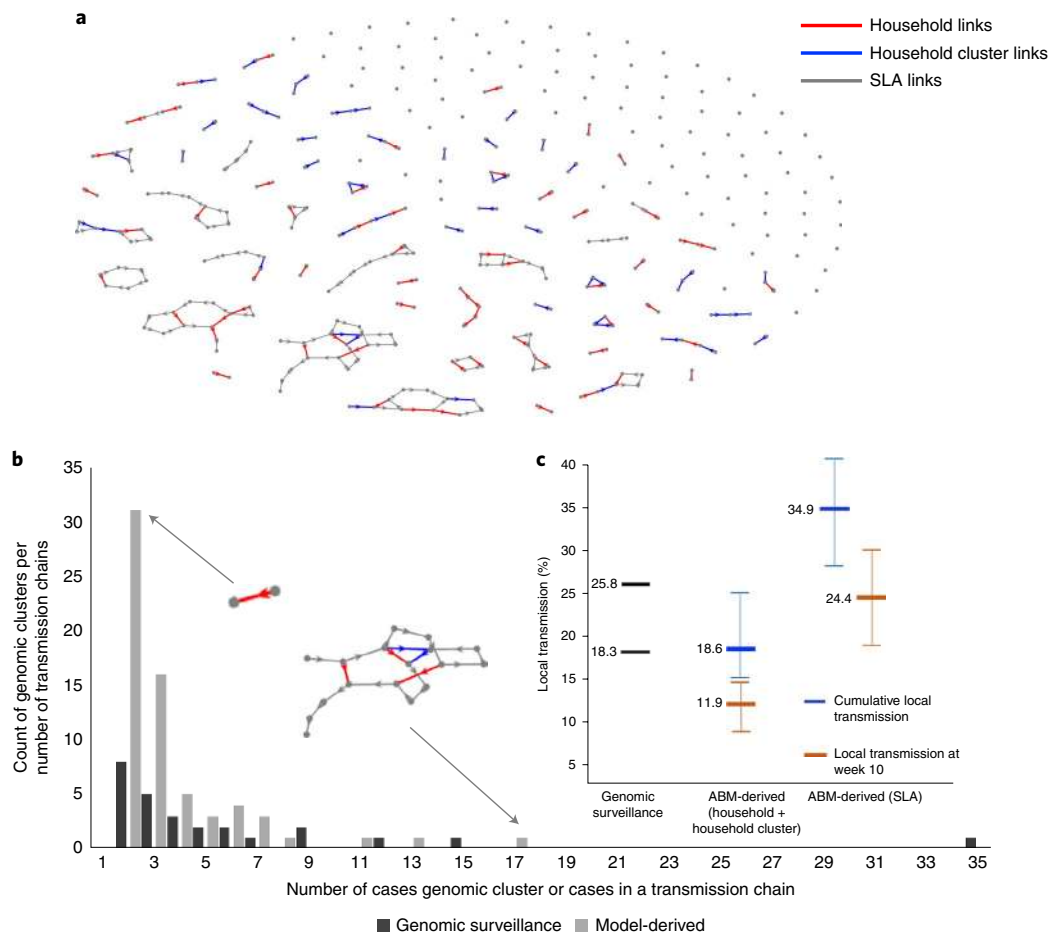 a
Household links
Household cluster links
SLA links
b
Count of genomic clusters per
number of transmission chains
35
30
25
20
15
10
5
0
1 3 5 7 9 11 13 15 17 19 21 23 25 27 29 31 33 35
Number of cases genomic cluster or cases in a transmission chain
Genomic surveillance
Model-derived
c
Local transmission (%)
40
35
30
25
20
15
10
5
25.8
18.3
18.6
11.9
34.9
24.4
Cumulative local
transmission
Local transmission at
week 10
Genomic
surveillance
ABM-derived
(household +
household cluster)
ABM-derived (SLA)